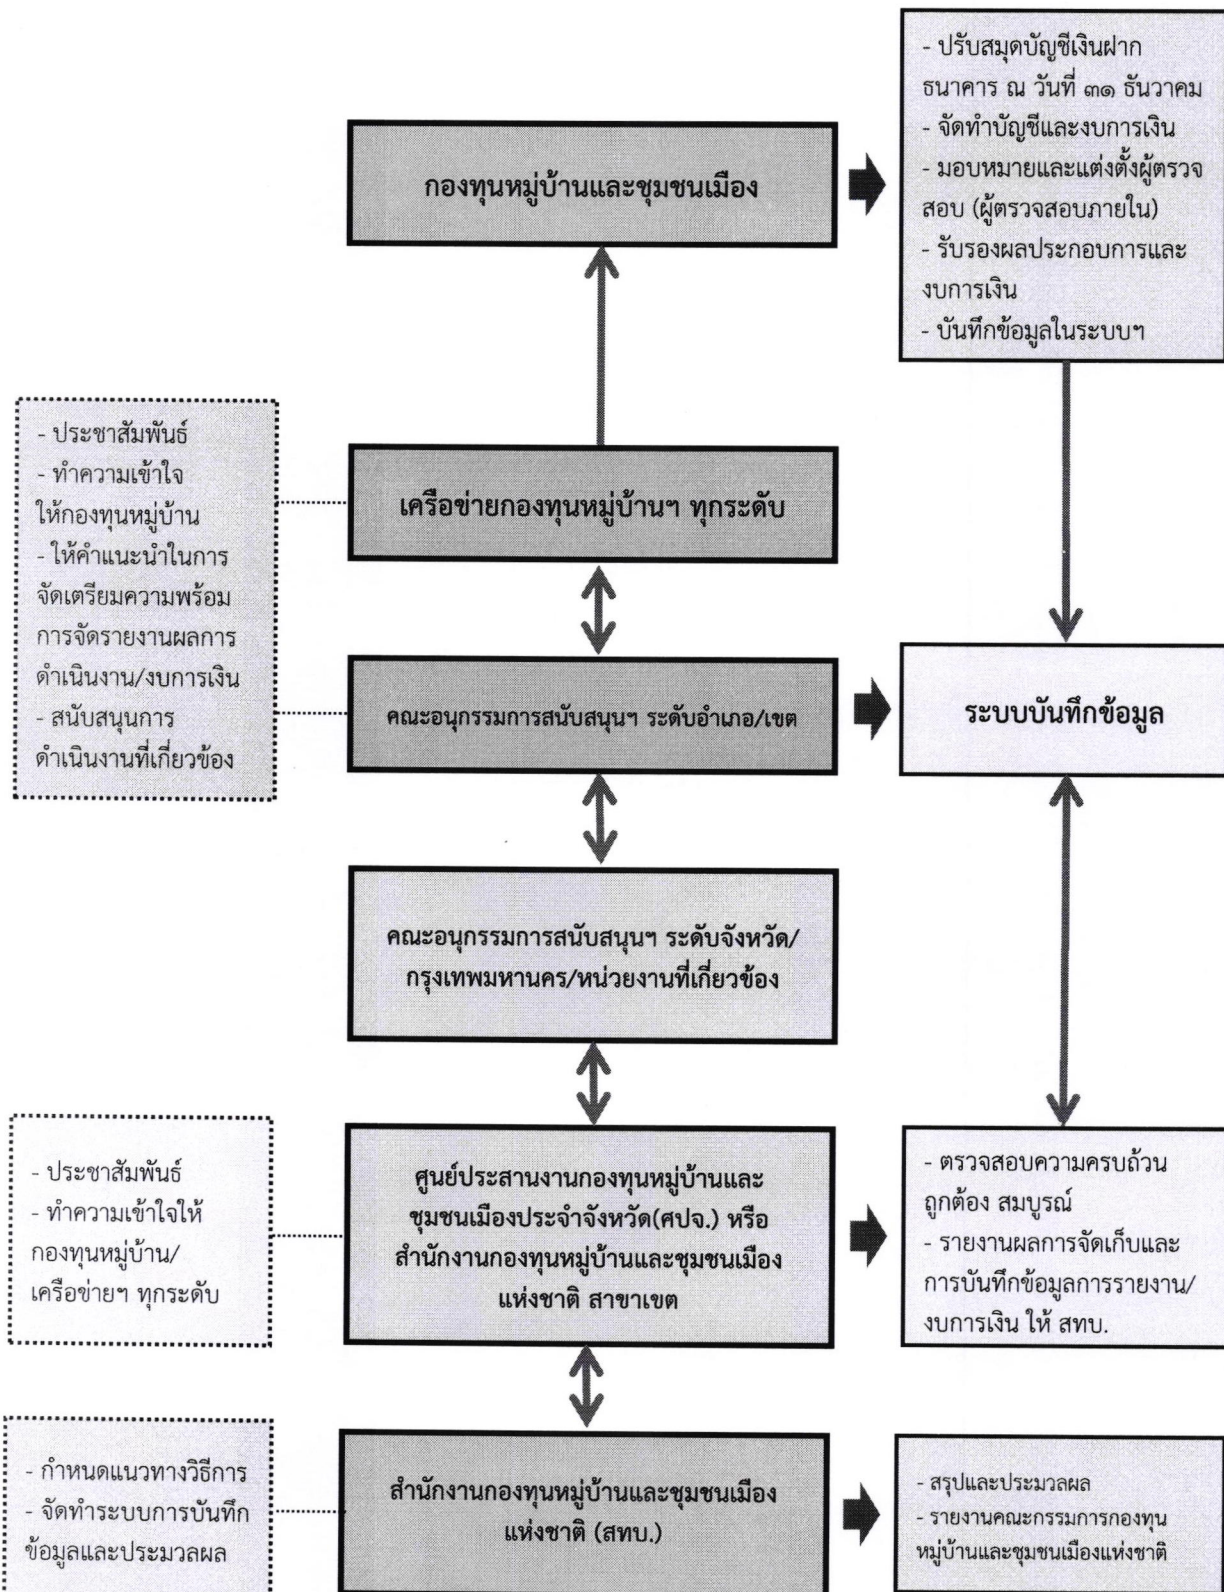 - ปรับสมุดบัญชีเงินฝาก
ธนาคาร ณ วันที่ ๓๑ ธันวาคม
- จัดทำบัญชีและงบการเงิน
- มอบหมายและแต่งตั้งผู้ตรวจ
สอบ (ผู้ตรวจสอบภายใน)
- รับรองผลประกอบการและ
งบการเงิน
- บันทึกข้อมูลในระบบฯ
กองทุนหมู่บ้านและชุมชนเมือง
- ประชาสัมพันธ์
- ทำความเข้าใจ
ให้กองทุนหมู่บ้าน
- ให้คำแนะนำในการ
จัดเตรียมความพร้อม
การจัดรายงานผลการ
ดำเนินงาน/งบการเงิน
- สนับสนุนการ
ดำเนินงานที่เกี่ยวข้อง
เครือข่ายกองทุนหมู่บ้านฯ ทุกระดับ
คณะอนุกรรมการสนับสนุนฯ ระดับอำเภอ/เขต
ระบบบันทึกข้อมูล
คณะอนุกรรมการสนับสนุนฯ ระดับจังหวัด/
กรุงเทพมหานคร/หน่วยงานที่เกี่ยวข้อง
- ประชาสัมพันธ์
- ทำความเข้าใจให้
กองทุนหมู่บ้าน/
เครือข่ายฯ ทุกระดับ
ศูนย์ประสานงานกองทุนหมู่บ้านและ
ชุมชนเมืองประจำจังหวัด(ศปจ.) หรือ
สำนักงานกองทุนหมู่บ้านและชุมชนเมือง
แห่งชาติ สาขาเขต
- ตรวจสอบความครบถ้วน
ถูกต้อง สมบูรณ์
- รายงานผลการจัดเก็บและ
การบันทึกข้อมูลการรายงาน/
งบการเงิน ให้ สทบ.
- กำหนดแนวทางวิธีการ
- จัดทำระบบการบันทึก
ข้อมูลและประมวลผล
สำนักงานกองทุนหมู่บ้านและชุมชนเมือง
แห่งชาติ (สทบ.)
- สรุปและประมวลผล
- รายงานคณะกรรมการกองทุน
หมู่บ้านและชุมชนเมืองแห่งชาติ